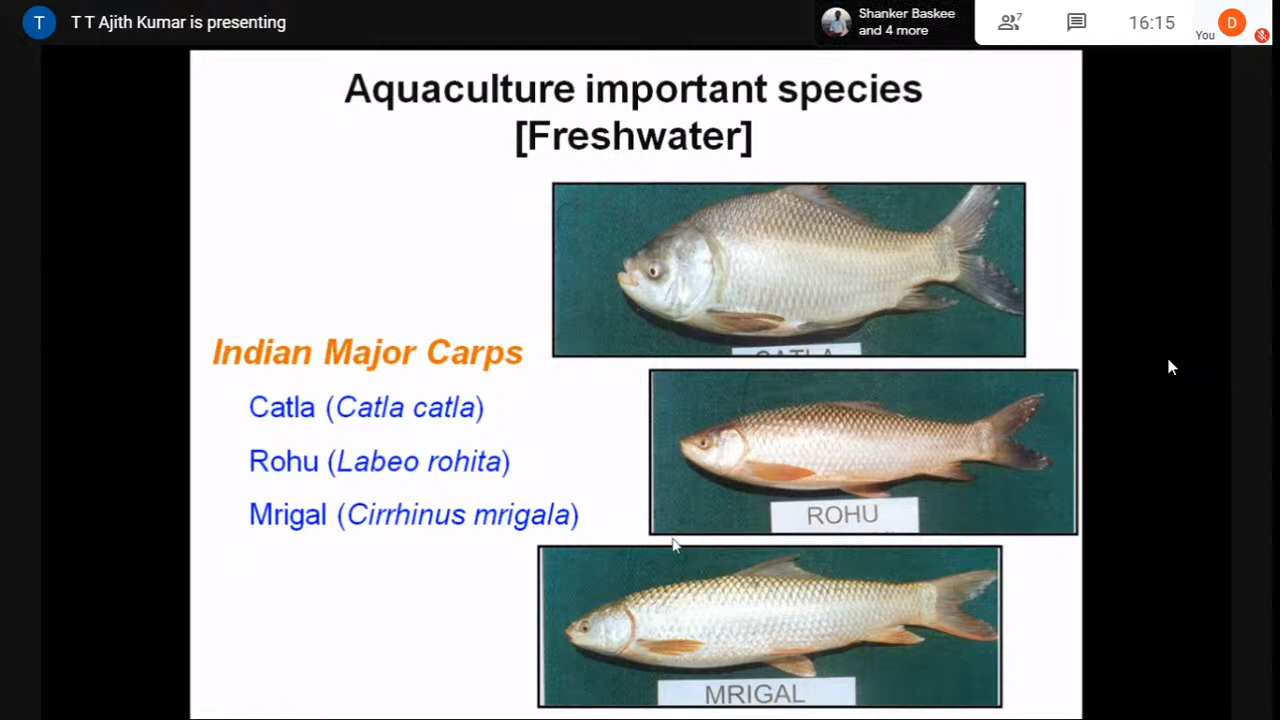 T
T T Ajith Kumar is presenting
Shanker Baskee
and 4 more
7
16:15
You
D
Aquaculture important species
[Freshwater]
CATLA
Indian Major Carps
Catla (Catla catla)
Rohu (Labeo rohita)
Mrigal (Cirrhinus mrigala)
ROHU
MRIGAL